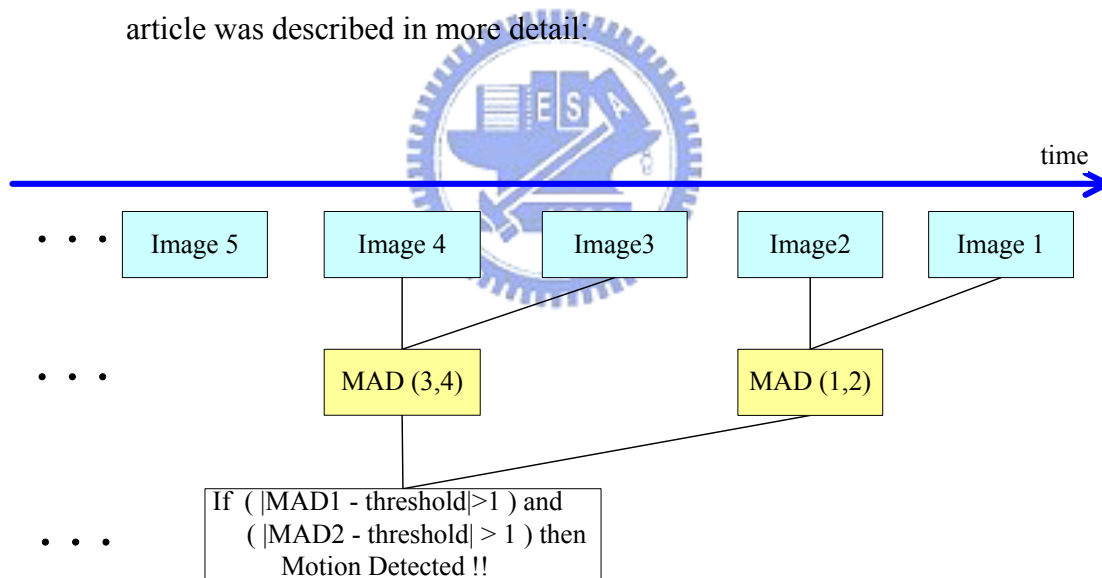 article was described in more detail:
E S A
time
. . . Image 5 Image 4 Image3 Image2 Image 1
. . . MAD (3,4) MAD (1,2)
If ( |MAD1 - threshold|>1 ) and
( |MAD2 - threshold| > 1 ) then
. . . Motion Detected !!